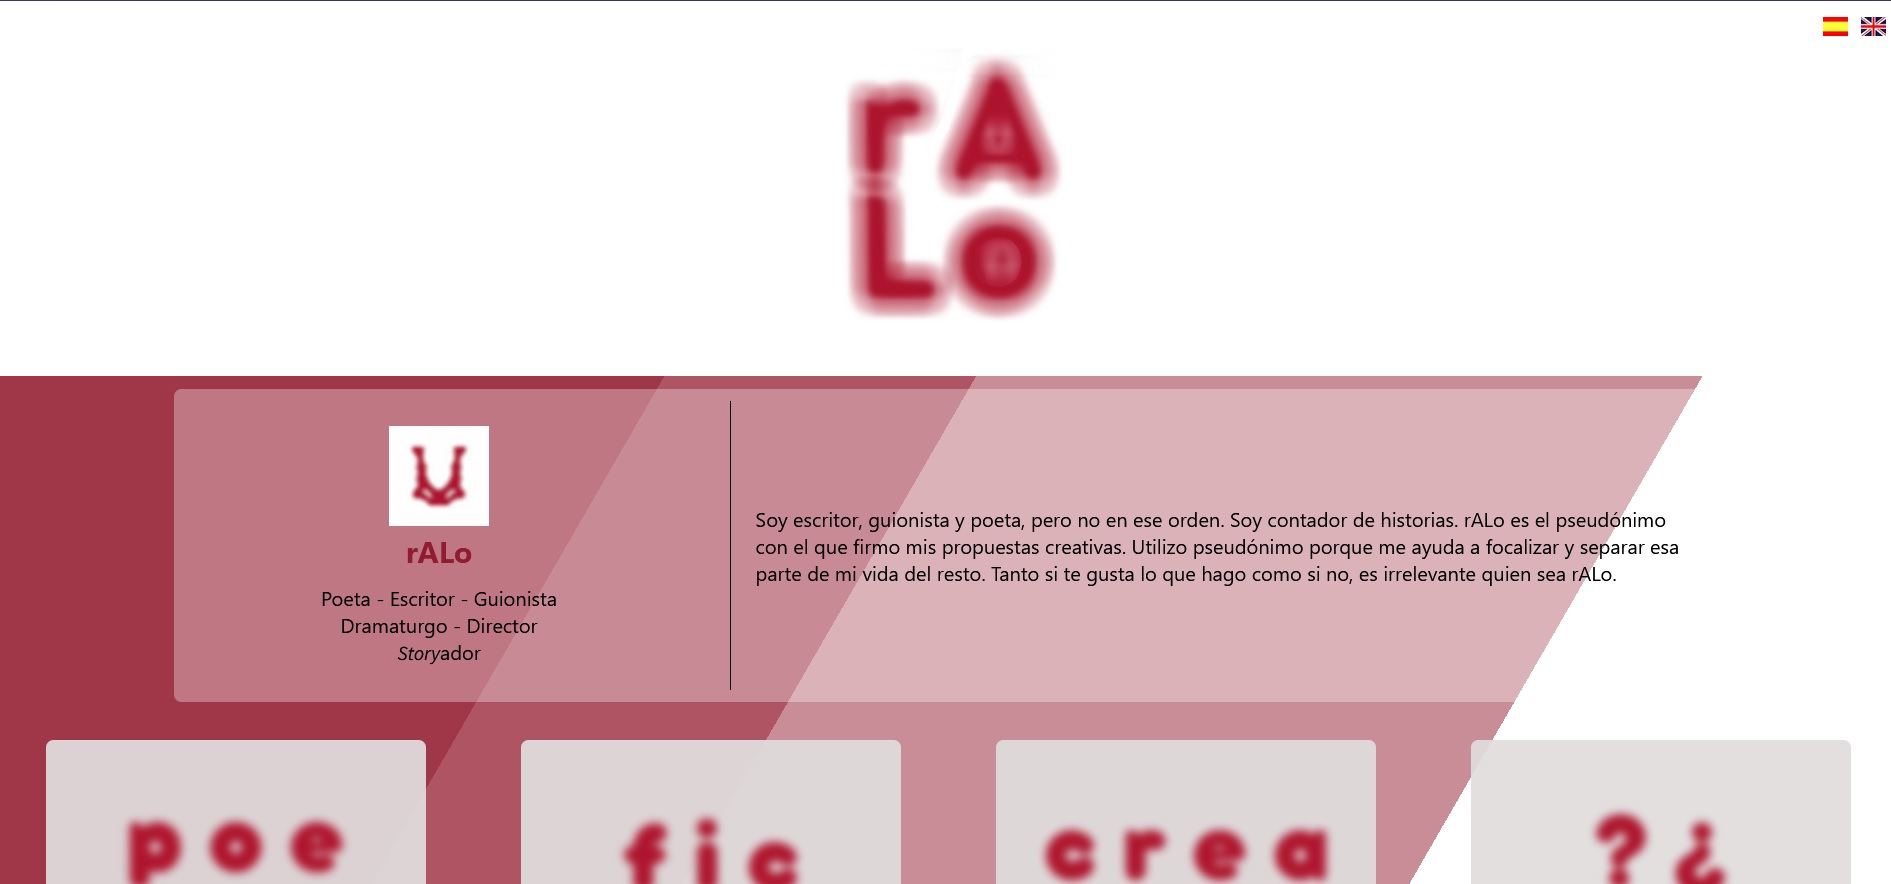 rA
Lo
rALo
Poeta - Escritor - Guionista
Dramaturgo - Director
Storyador
Soy escritor, guionista y poeta, pero no en ese orden. Soy contador de historias. rALo es el pseudónimo
con el que firmo mis propuestas creativas. Utilizo pseudónimo porque me ayuda a focalizar y separar esa
parte de mi vida del resto. Tanto si te gusta lo que hago como si no, es irrelevante quien sea rALo.
poe
fic
crea
?¿